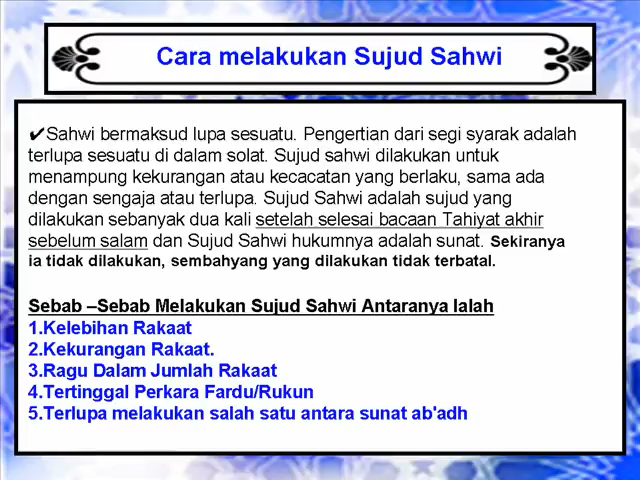 Cara melakukan Sujud Sahwi
✔Sahwi bermaksud lupa sesuatu. Pengertian dari segi syarak adalah
terlupa sesuatu di dalam solat. Sujud sahwi dilakukan untuk
menampung kekurangan atau kecacatan yang berlaku, sama ada
dengan sengaja atau terlupa. Sujud Sahwi adalah sujud yang
dilakukan sebanyak dua kali setelah selesai bacaan Tahiyat akhir
sebelum salam dan Sujud Sahwi hukumnya adalah sunat. Sekiranya
ia tidak dilakukan, sembahyang yang dilakukan tidak terbatal.
Sebab –Sebab Melakukan Sujud Sahwi Antaranya Ialah
1.Kelebihan Rakaat
2.Kekurangan Rakaat.
3.Ragu Dalam Jumlah Rakaat
4.Tertinggal Perkara Fardu/Rukun
5.Terlupa melakukan salah satu antara sunat ab'adh